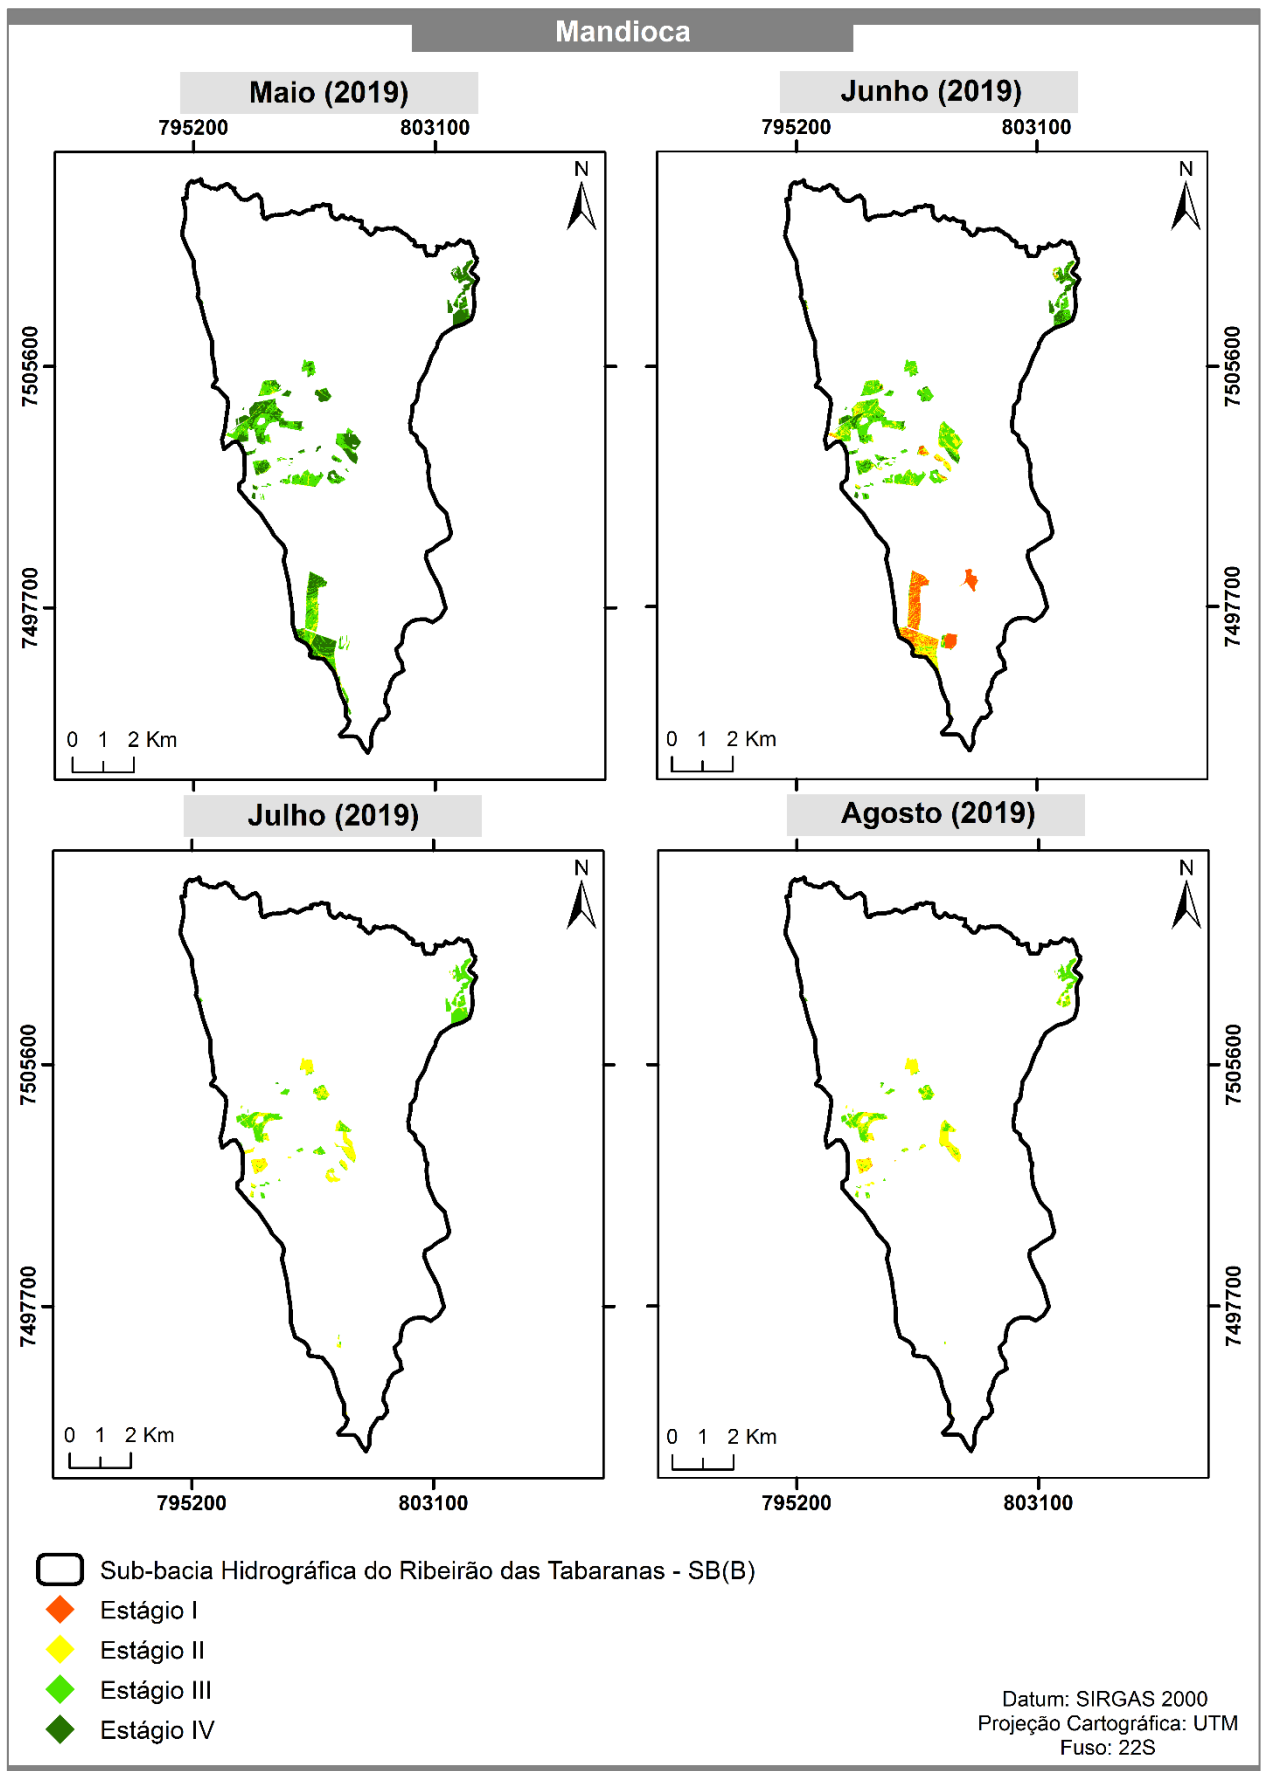 Mandioca
Maio (2019)
Junho (2019)
795200 803100
795200 803100
N
N
7505600
7497700
7505600
7497700
0 1 2 Km
0 1 2 Km
Julho (2019)
Agosto (2019)
N
N
7505600
7497700
7505600
7497700
0 1 2 Km
0 1 2 Km
795200 803100
795200 803100
Sub-bacia Hidrográfica do Ribeirão das Tabaranas - SB(B)
Estágio I
Estágio II
Estágio III
Estágio IV
Datum: SIRGAS 2000
Projeção Cartográfica: UTM
Fuso: 22S